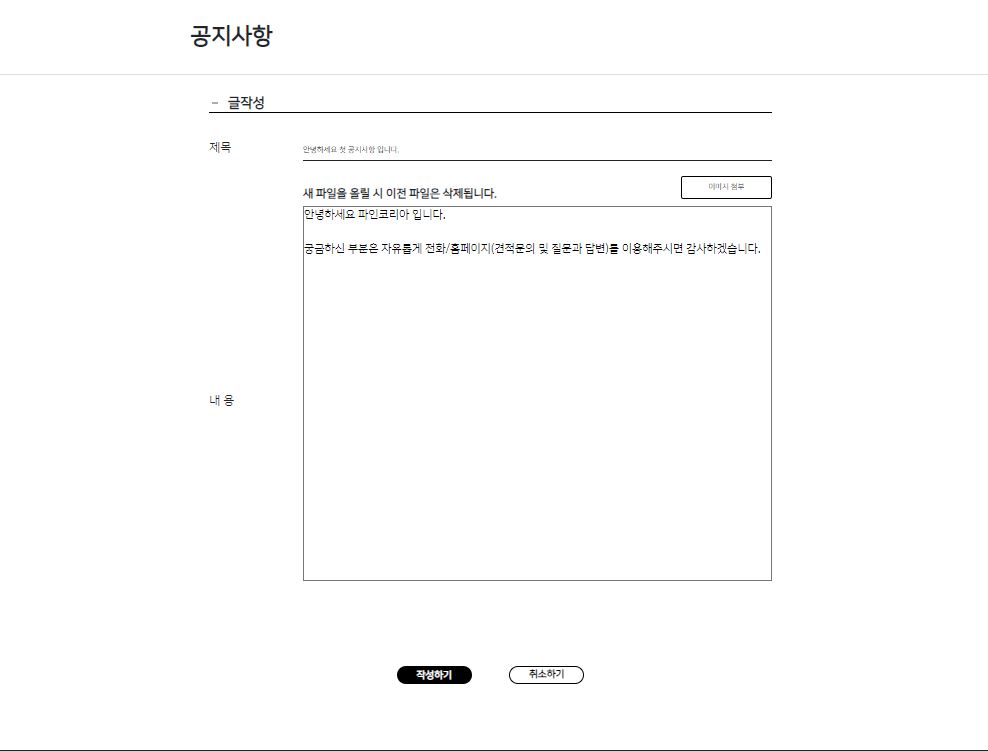 공지사항
− 글작성
제목
안녕하세요 첫 공지사항 입니다.
새 파일을 올릴 시 이전 파일은 삭제됩니다.
이미지 첨부
안녕하세요 파인코리아 입니다.
궁금하신 부분은 자유롭게 전화/홈페이지(견적문의 및 질문과 답변)를 이용해주시면 감사하겠습니다.
내 용
작성하기
취소하기